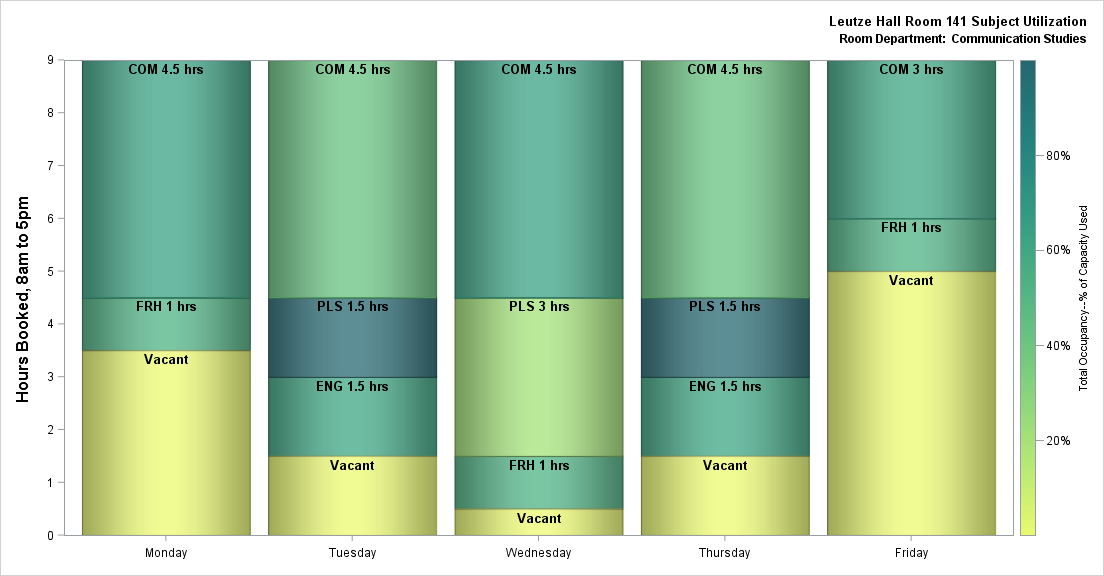 Leutze Hall Room 141 Subject Utilization
Room Department: Communication Studies
Hours Booked, 8am to 5pm
9
8
7
6
5
4
3
2
1
0
COM 4.5 hrs
FRH 1 hrs
Vacant
COM 4.5 hrs
PLS 1.5 hrs
ENG 1.5 hrs
Vacant
COM 4.5 hrs
PLS 3 hrs
FRH 1 hrs
Vacant
COM 4.5 hrs
PLS 1.5 hrs
ENG 1.5 hrs
Vacant
COM 3 hrs
FRH 1 hrs
Vacant
Monday
Tuesday
Wednesday
Thursday
Friday
80%
60%
40%
20%
Total Occupancy--% of Capacity Used